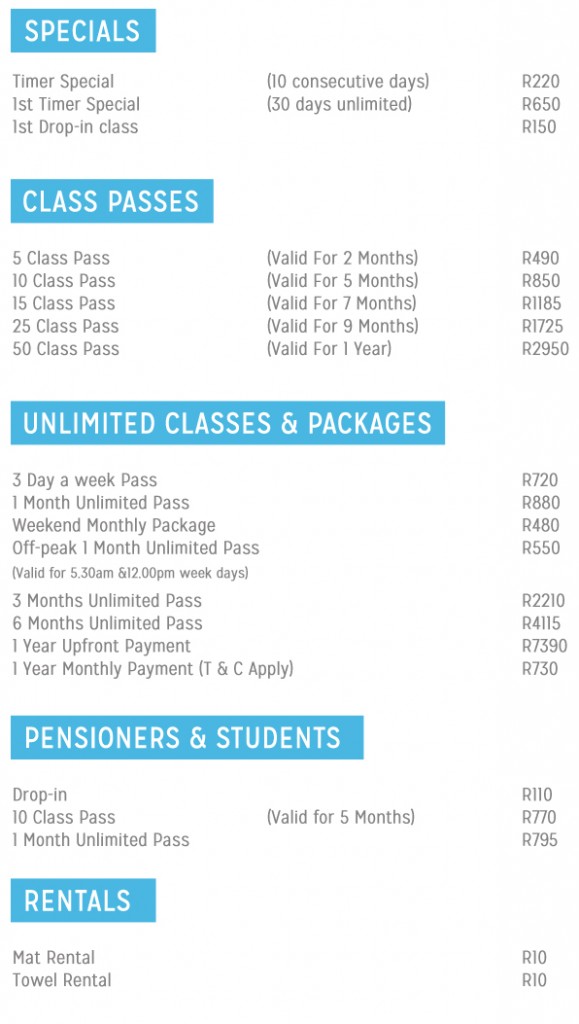 SPECIALS
Timer Special (10 consecutive days) R220
1st Timer Special (30 days unlimited) R650
1st Drop-in class R150
CLASS PASSES
5 Class Pass (Valid For 2 Months) R490
10 Class Pass (Valid For 5 Months) R850
15 Class Pass (Valid For 7 Months) R1185
25 Class Pass (Valid For 9 Months) R1725
50 Class Pass (Valid For 1 Year) R2950
UNLIMITED CLASSES & PACKAGES
3 Day a week Pass R720
1 Month Unlimited Pass R880
Weekend Monthly Package R480
Off-peak 1 Month Unlimited Pass R550
(Valid for 5.30am &12.00pm week days)
3 Months Unlimited Pass R2210
6 Months Unlimited Pass R4115
1 Year Upfront Payment R7390
1 Year Monthly Payment (T & C Apply) R730
PENSIONERS & STUDENTS
Drop-in R110
10 Class Pass (Valid for 5 Months) R770
1 Month Unlimited Pass R795
RENTALS
Mat Rental R10
Towel Rental R10